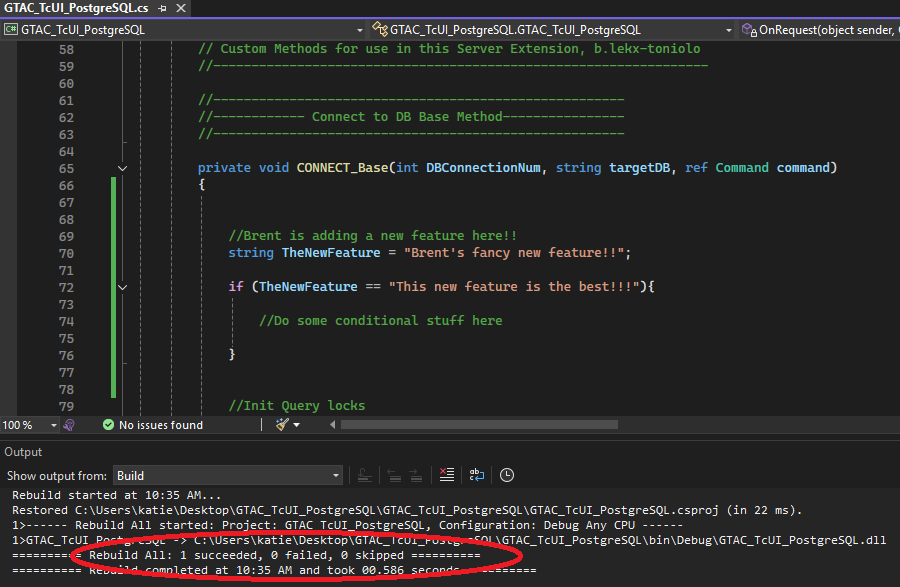 GTAC_TcUI_PostgreSQL.cs
GTAC_TcUI_PostgreSQL GTAC_TcUI_PostgreSQL.GTAC_TcUI_PostgreSQL OnRequest(object sender,
58 // Custom Methods for use in this Server Extension, b.lekx-toniolo
59 //----------------------------------------------------------------
60
61 //-----------------------------------------------------
62 //------------ Connect to DB Base Method----------------
63 //-----------------------------------------------------
64
65 private void CONNECT_Base(int DBConnectionNum, string targetDB, ref Command command)
66 {
67
68
69 //Brent is adding a new feature here!!
70 string TheNewFeature = "Brent's fancy new feature!!";
71
72 if (TheNewFeature == "This new feature is the best!!!"){
73
74 //Do some conditional stuff here
75
76 }
77
78
79 //Init Query locks
100 % No issues found
Output
Show output from: Build
Rebuild started at 10:35 AM...
Restored C:\Users\katie\Desktop\GTAC_TcUI_PostgreSQL\GTAC_TcUI_PostgreSQL\GTAC_TcUI_PostgreSQL.csproj (in 22 ms).
1>------ Rebuild All started: Project: GTAC_TcUI_PostgreSQL, Configuration: Debug Any CPU ------
1>GTAC_TcUI_PostgreSQL -> C:\Users\katie\Desktop\GTAC_TcUI_PostgreSQL\GTAC_TcUI_PostgreSQL\bin\Debug\GTAC_TcUI_PostgreSQL.dll
========== Rebuild All: 1 succeeded, 0 failed, 0 skipped ==========
========== Rebuild completed at 10:35 AM and took 00.586 seconds ==========